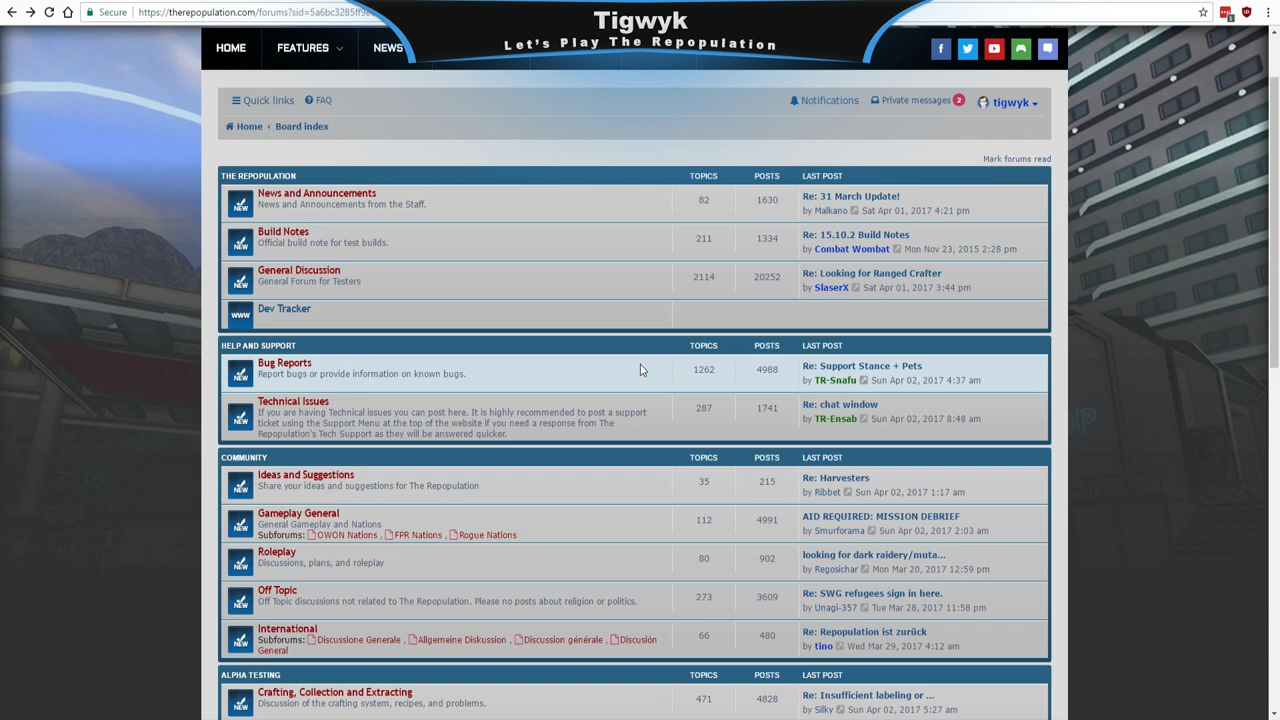 Secure https://therepopulation.com/forums?sid=5a6bc3285ff9
Tigwyk
Let's Play The Repopulation
HOME FEATURES NEWS
Quick links FAQ Notifications Private messages 2 tigwyk
Home Board index
Mark forums read
THE REPOPULATION TOPICS POSTS LAST POST
News and Announcements
News and Announcements from the Staff.
82 1630
Re: 31 March Update!
by Malkano Sat Apr 01, 2017 4:21 pm
Build Notes
Official build note for test builds.
211 1334
Re: 15.10.2 Build Notes
by Combat Wombat Mon Nov 23, 2015 2:28 pm
General Discussion
General Forum for Testers
2114 20252
Re: Looking for Ranged Crafter
by SlaserX Sat Apr 01, 2017 3:44 pm
Dev Tracker
HELP AND SUPPORT TOPICS POSTS LAST POST
Bug Reports
Report bugs or provide information on known bugs.
1262 4988
Re: Support Stance + Pets
by TR-Snafu Sun Apr 02, 2017 4:37 am
Technical Issues
If you are having Technical issues you can post here. It is highly recommended to post a support
ticket using the Support Menu at the top of the website if you need a response from The
Repopulation's Tech Support as they will be answered quicker.
287 1741
Re: chat window
by TR-Ensab Sun Apr 02, 2017 8:48 am
COMMUNITY TOPICS POSTS LAST POST
Ideas and Suggestions
Share your ideas and suggestions for The Repopulation
35 215
Re: Harvesters
by Ribbet Sun Apr 02, 2017 1:17 am
Gameplay General
General Gameplay and Nations
Subforums: OWON Nations , FPR Nations , Rogue Nations
112 4991
AID REQUIRED: MISSION DEBRIEF
by Smurforama Sun Apr 02, 2017 2:03 am
Roleplay
Discussions, plans, and roleplay
80 902
looking for dark raidery/muta...
by Regosichar Mon Mar 20, 2017 12:59 pm
Off Topic
Off Topic discussions not related to The Repopulation. Please no posts about religion or politics.
273 3609
Re: SWG refugees sign in here.
by Unagi-357 Tue Mar 28, 2017 11:58 pm
International
Subforums: Discussione Generale , Allgemeine Diskussion , Discussion générale , Discusión
General
66 480
Re: Repopulation ist zurück
by tino Wed Mar 29, 2017 4:12 am
ALPHA TESTING TOPICS POSTS LAST POST
Crafting, Collection and Extracting
Discussion of the crafting system, recipes, and problems.
471 4828
Re: Insufficient labeling or ...
by Silky Sun Apr 02, 2017 5:27 am
NEW
NEW
NEW
WWW
NEW
NEW
NEW
NEW
NEW
NEW
NEW
NEW